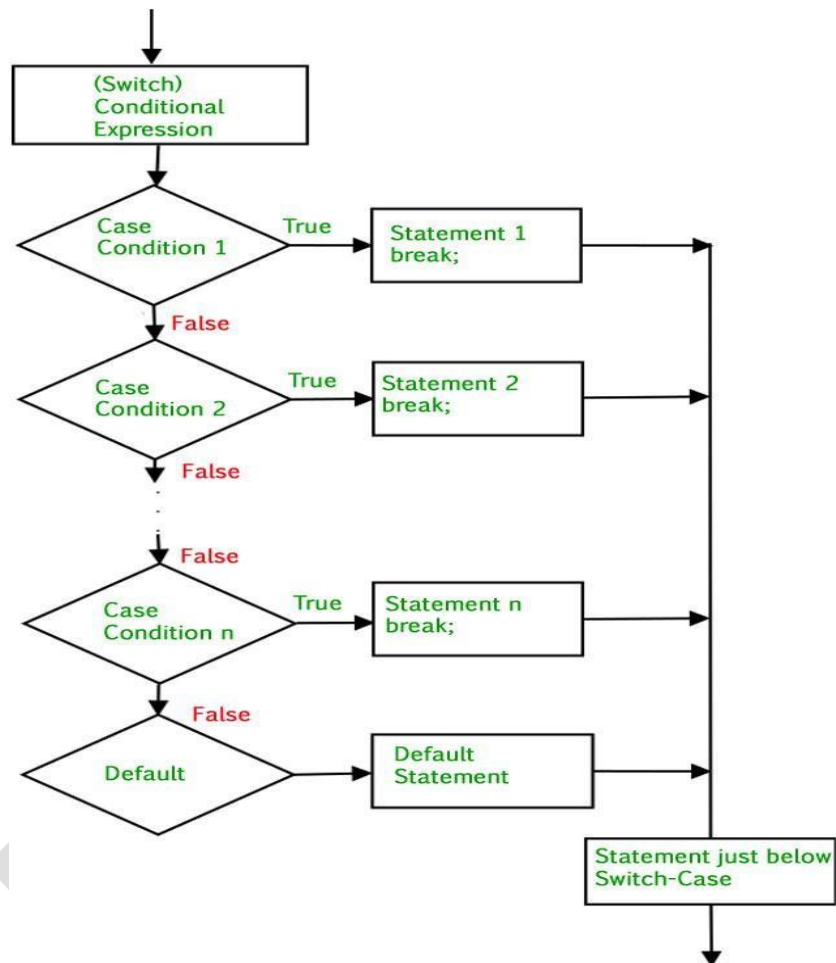 (Switch)
Conditional
Expression
Case
Condition 1
True
Statement 1
break;
False
Case
Condition 2
True
Statement 2
break;
False
False
Case
Condition n
True
Statement n
break;
False
Default
Default
Statement
Statement just below
Switch-Case